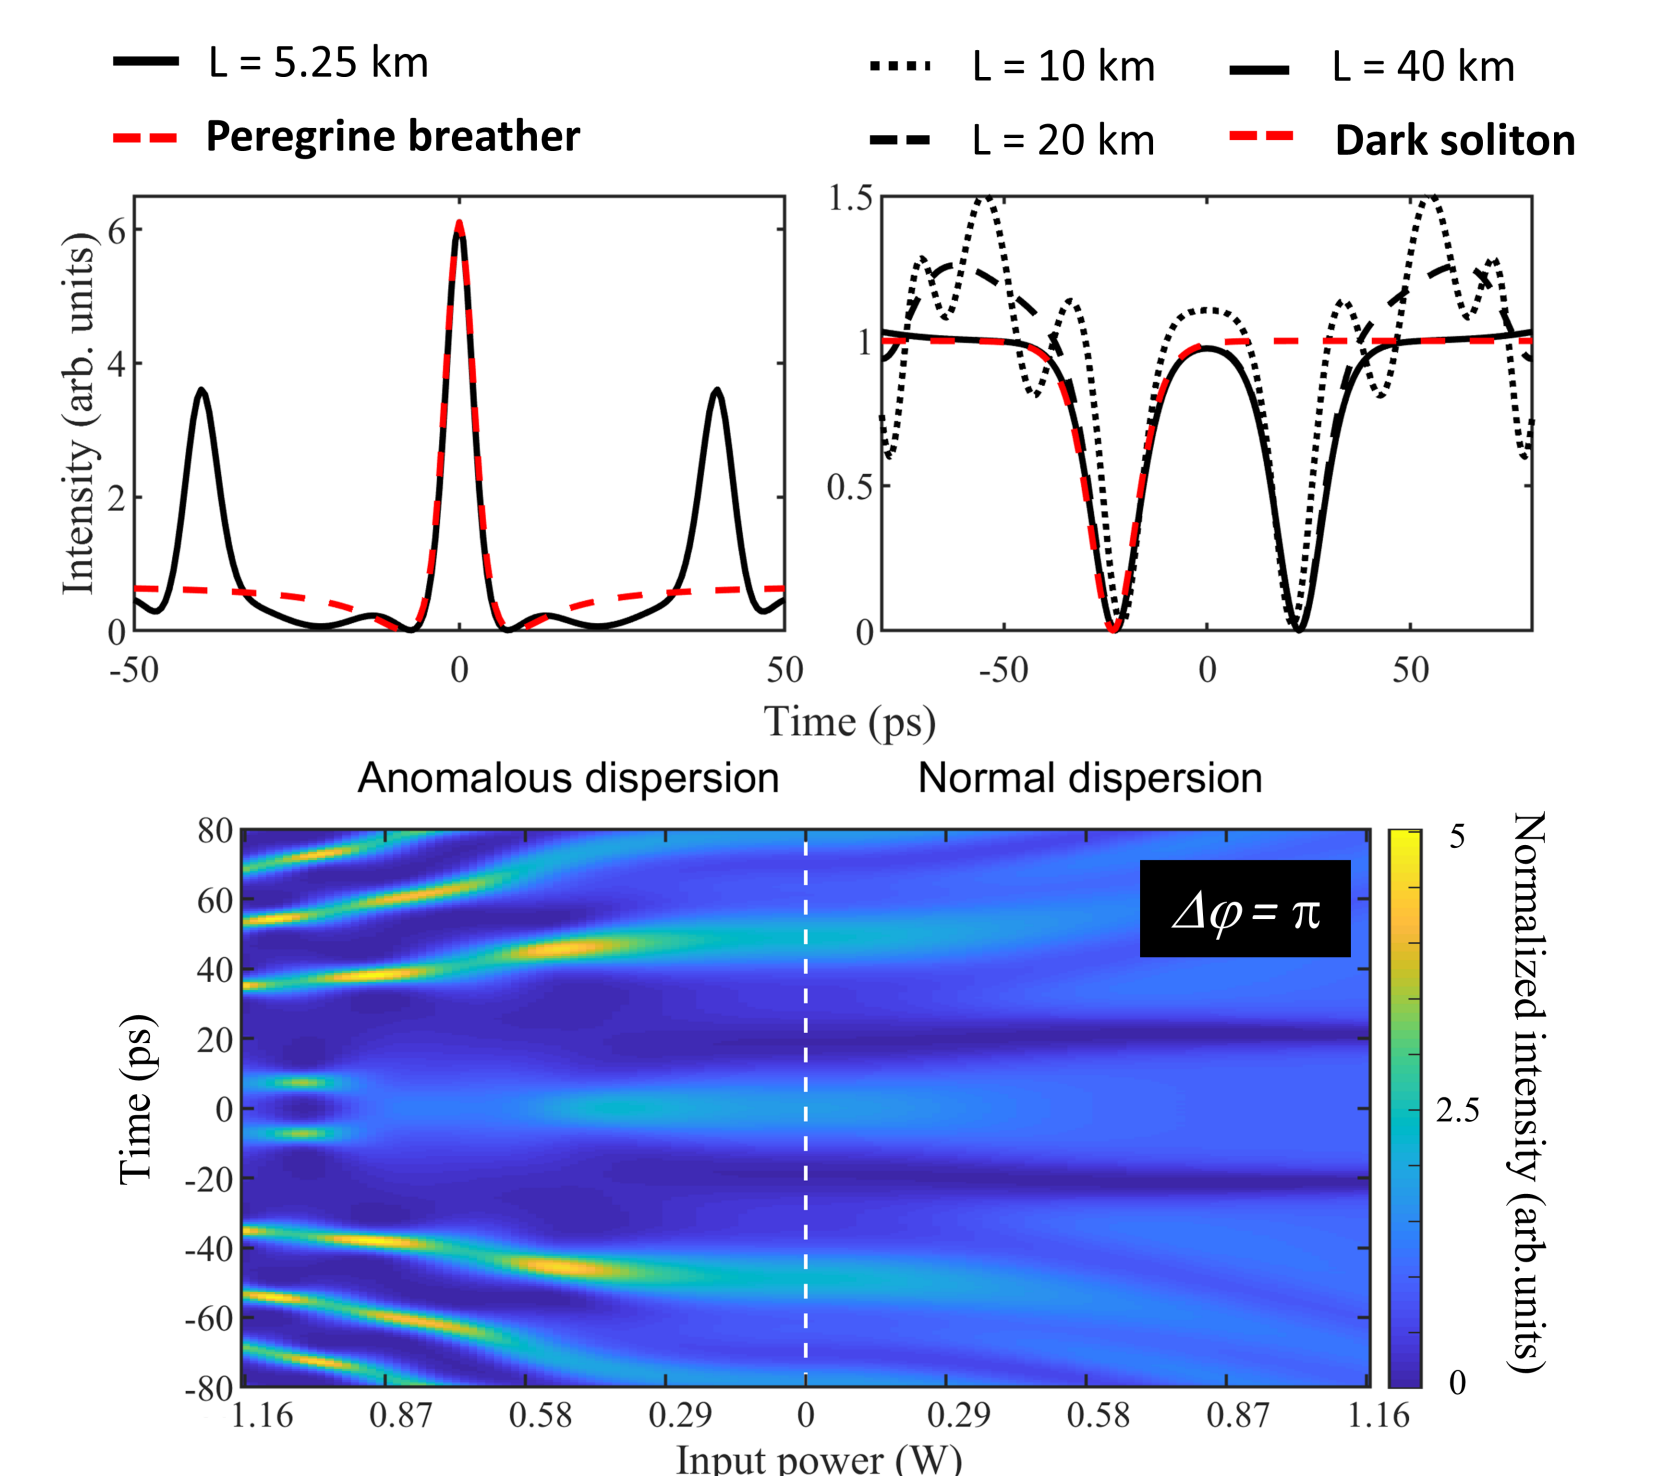 L = 5.25 km
Peregrine breather
L = 10 km
L = 40 km
L = 20 km
Dark soliton
Intensity (arb. units)
6
4
2
0
-50
0
50
1.5
1
0.5
0
-50
0
50
Time (ps)
Anomalous dispersion
Normal dispersion
Time (ps)
80
60
40
20
0
-20
-40
-60
-80
Δφ = π
1.16
0.87
0.58
0.29
0
0.29
0.58
0.87
1.16
Input power (W)
5
2.5
0
Normalized intensity (arb.units)